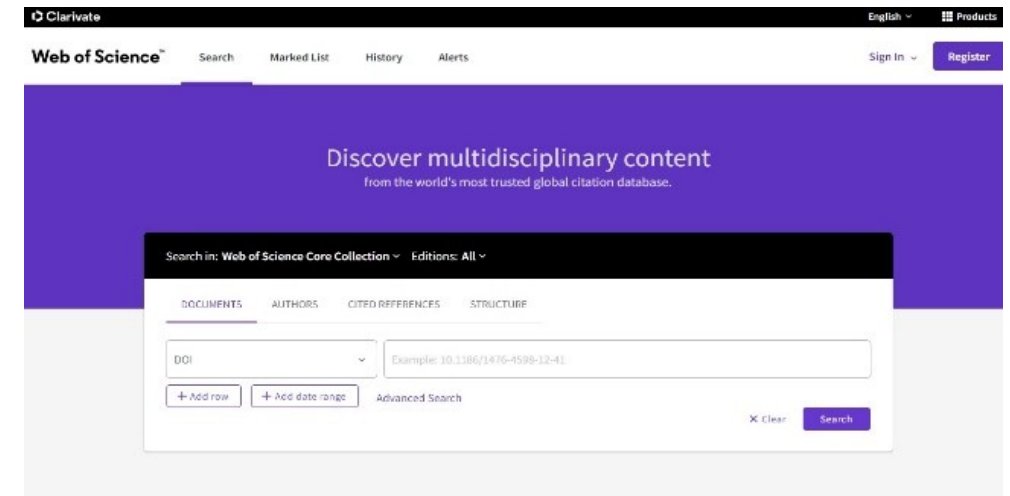 Clarivate
English
Products
Web of Science™
Search
Marked List
History
Alerts
Sign In
Register
Discover multidisciplinary content
from the world's most trusted global citation database.
Search in: Web of Science Core Collection
Editions: All
DOCUMENTS
AUTHORS
CITED REFERENCES
STRUCTURE
DOI
Example: 10.1186/1476-4598-12-41
+ Add row
+ Add date range
Advanced Search
× Clear
Search